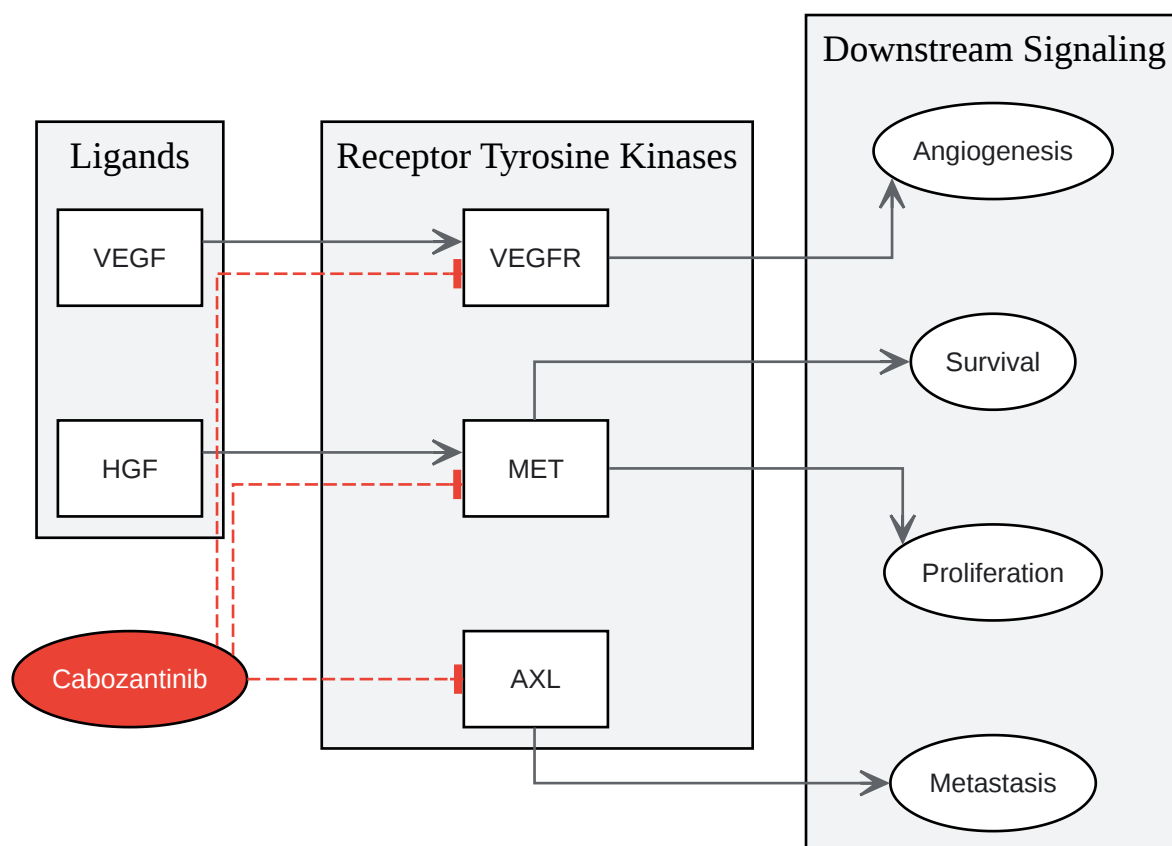 Downstream Signaling
Ligands
Receptor Tyrosine Kinases
Angiogenesis
VEGF
VEGFR
Survival
HGF
MET
Proliferation
Cabozantinib
AXL
Metastasis